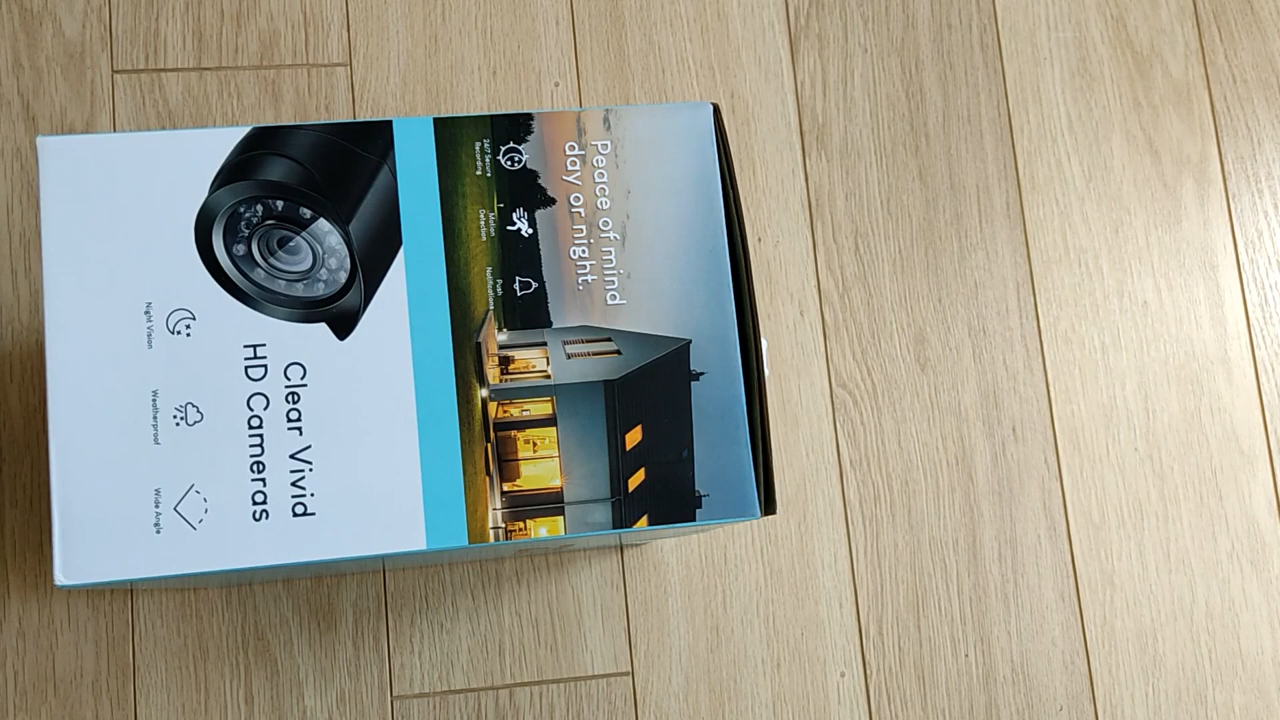 Peace of mind
day or night.
24/7 Secure
Recording
Motion
Detection
Push
Notifications
Clear Vivid
HD Cameras
Night Vision
Weatherproof
Wide Angle